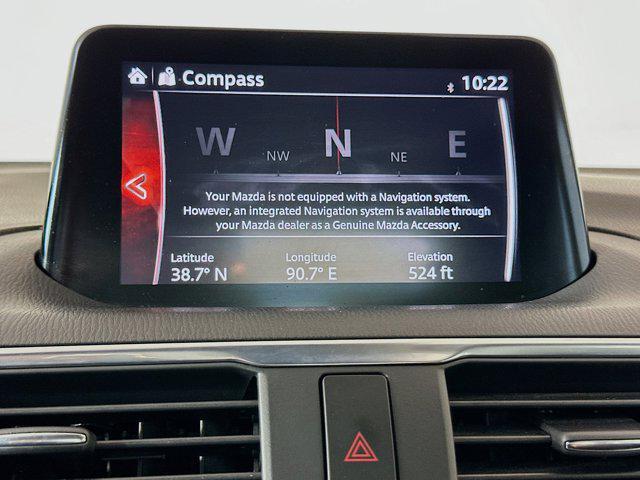 Compass
10:22
W NW N NE E
Your Mazda is not equipped with a Navigation system.
However, an integrated Navigation system is available through
your Mazda dealer as a Genuine Mazda Accessory.
Latitude Longitude Elevation
38.7° N 90.7° E 524 ft